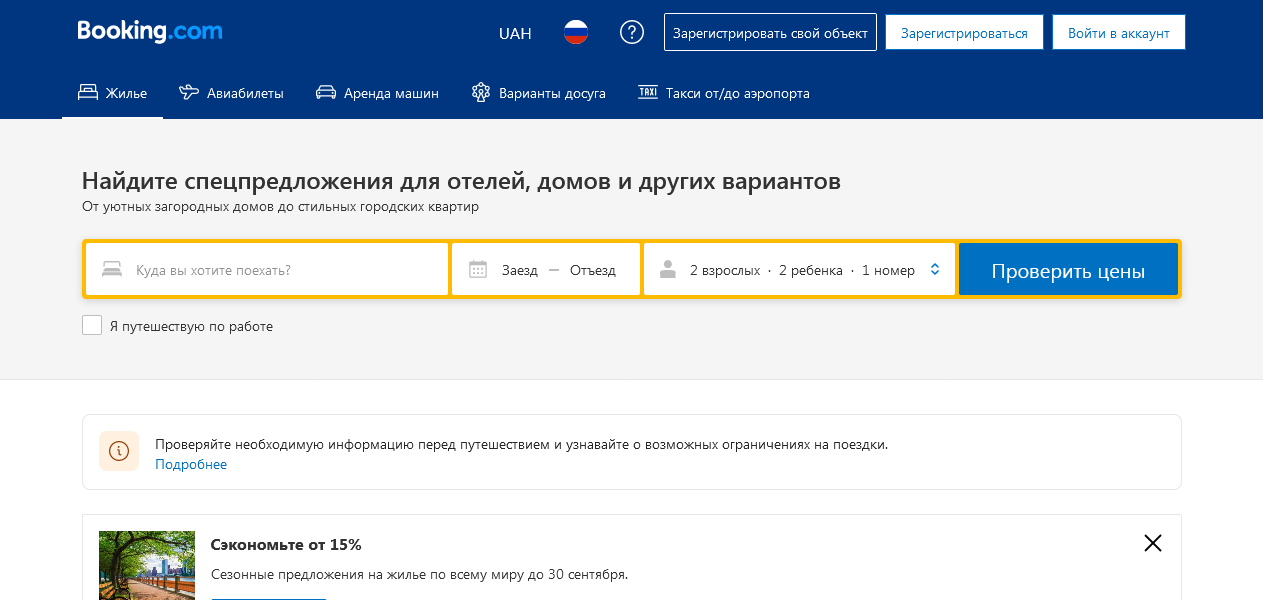 Booking.com
UAH
Зарегистрировать свой объект
Зарегистрироваться
Войти в аккаунт
Жилье
Авиабилеты
Аренда машин
Варианты досуга
TAXI Такси от/до аэропорта
Найдите спецпредложения для отелей, домов и других вариантов
От уютных загородных домов до стильных городских квартир
Куда вы хотите поехать?
Заезд — Отъезд
2 взрослых · 2 ребенка · 1 номер
Проверить цены
Я путешествую по работе
Проверяйте необходимую информацию перед путешествием и узнавайте о возможных ограничениях на поездки.
Подробнее
Сэкономьте от 15%
Сезонные предложения на жилье по всему миру до 30 сентября.